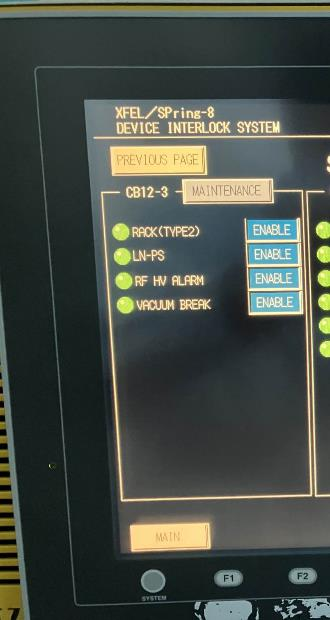 XFEL/SPring-8
DEVICE INTERLOCK SYSTEM
PREVIOUS PAGE
CB12-3 MAINTENANCE
RACK(TYPE2) ENABLE
LN-PS ENABLE
RF HV ALARM ENABLE
VACUUM BREAK ENABLE
MAIN
F1 F2
SYSTEM